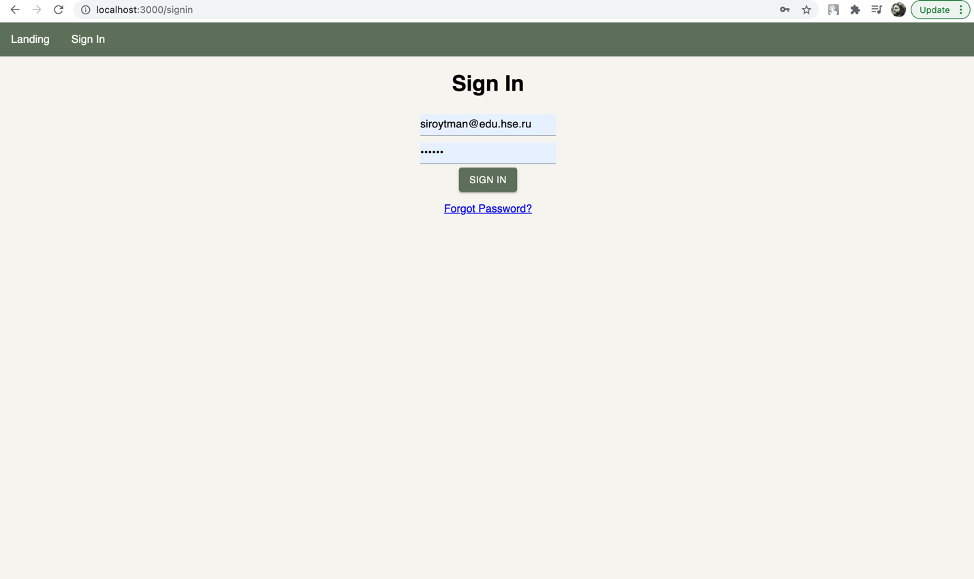 localhost:3000/signin
Update
Landing Sign In
Sign In
siroytman@edu.hse.ru
••••••
SIGN IN
Forgot Password?